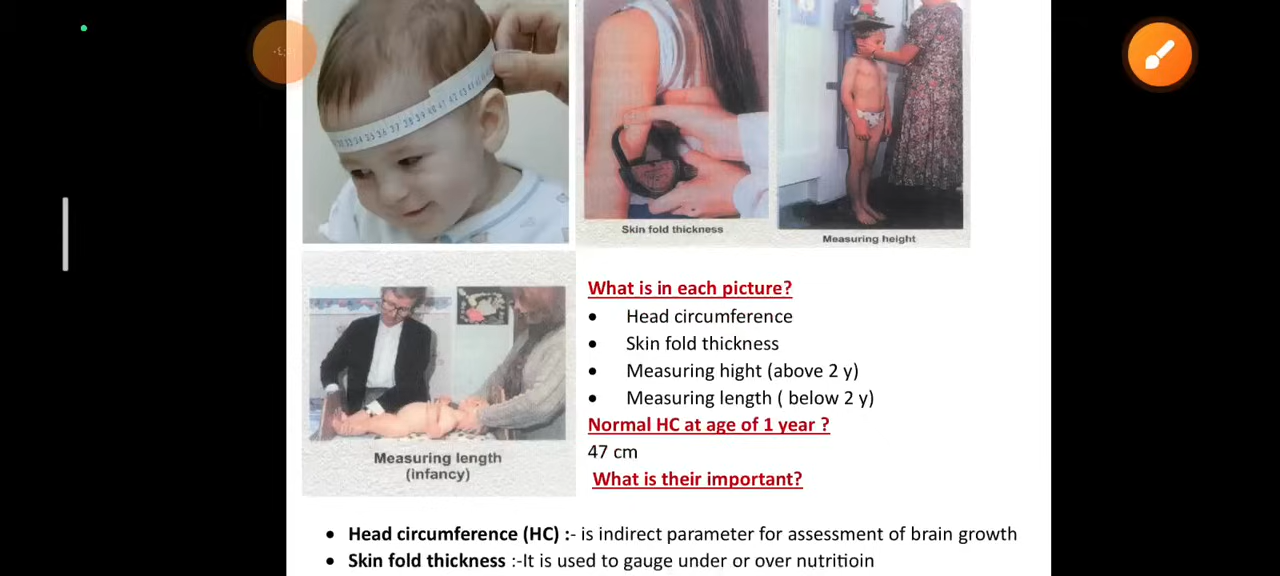 Skin fold thickness
Measuring height
What is in each picture?
• Head circumference
• Skin fold thickness
• Measuring hight (above 2 y)
• Measuring length ( below 2 y)
Normal HC at age of 1 year ?
47 cm
What is their important?
Measuring length
(infancy)
• Head circumference (HC) :- is indirect parameter for assessment of brain growth
• Skin fold thickness :-It is used to gauge under or over nutritioin